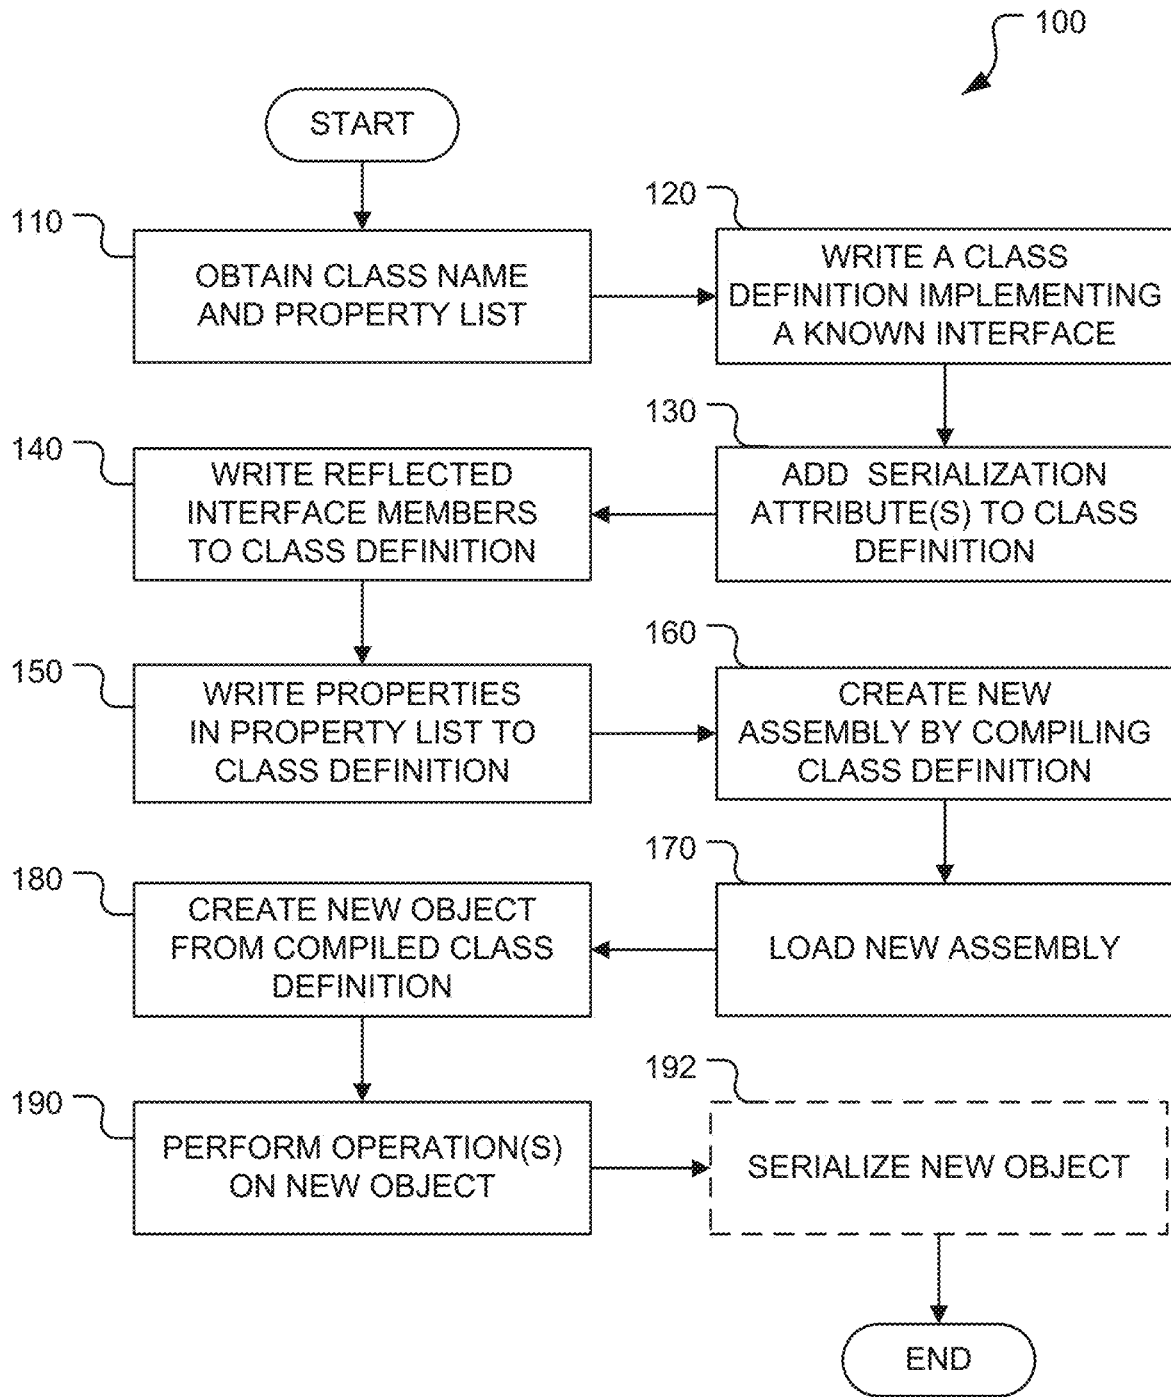 100
START
110
OBTAIN CLASS NAME
AND PROPERTY LIST
120
WRITE A CLASS
DEFINITION IMPLEMENTING
A KNOWN INTERFACE
130
ADD SERIALIZATION
ATTRIBUTE(S) TO CLASS
DEFINITION
140
WRITE REFLECTED
INTERFACE MEMBERS
TO CLASS DEFINITION
150
WRITE PROPERTIES
IN PROPERTY LIST TO
CLASS DEFINITION
160
CREATE NEW
ASSEMBLY BY COMPILING
CLASS DEFINITION
170
LOAD NEW ASSEMBLY
180
CREATE NEW OBJECT
FROM COMPILED CLASS
DEFINITION
190
PERFORM OPERATION(S)
ON NEW OBJECT
192
SERIALIZE NEW OBJECT
END